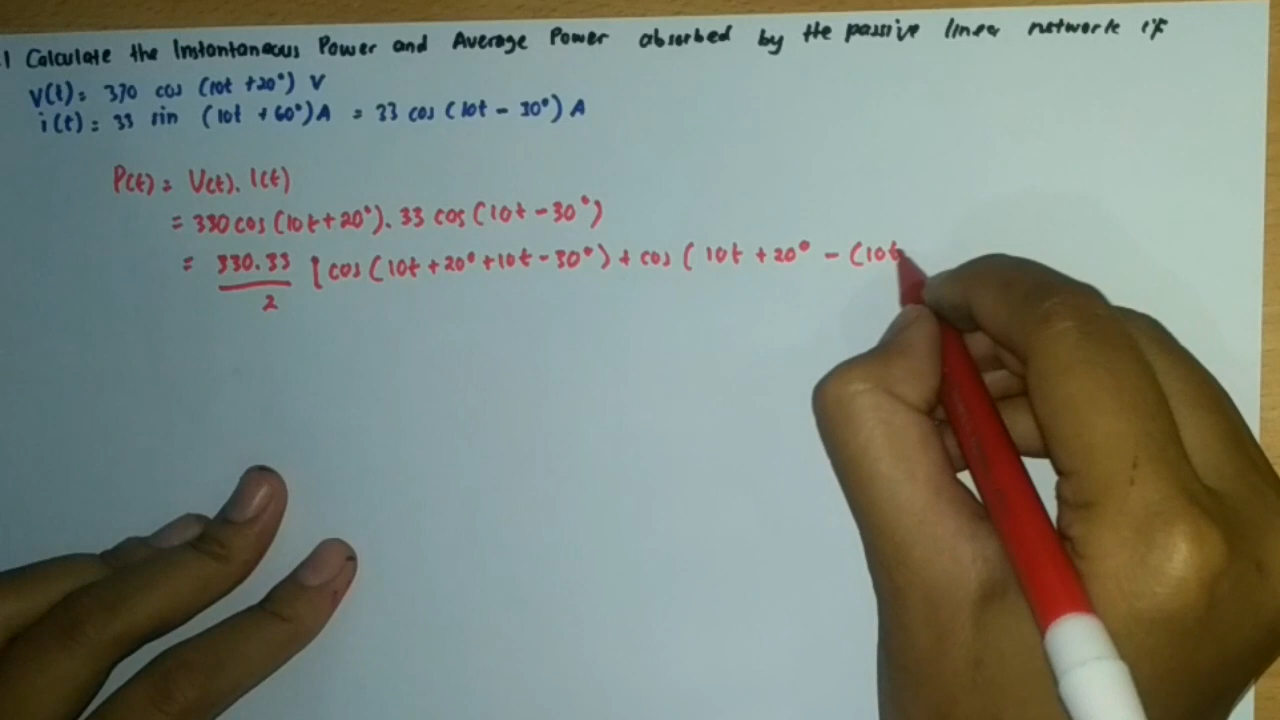 1 Calculate the Instantaneous Power and Average Power absorbed by the passive linear network if
v(t) = 330 cos (10t + 20°) V
i(t) = 33 sin (10t + 60°) A = 33 cos (10t - 30°) A
P(t) = V(t). I(t)
= 330 cos (10t + 20°). 33 cos (10t - 30°)
= 330.33 [cos (10t + 20° + 10t - 30°) + cos ( 10t + 20° - (10t
2